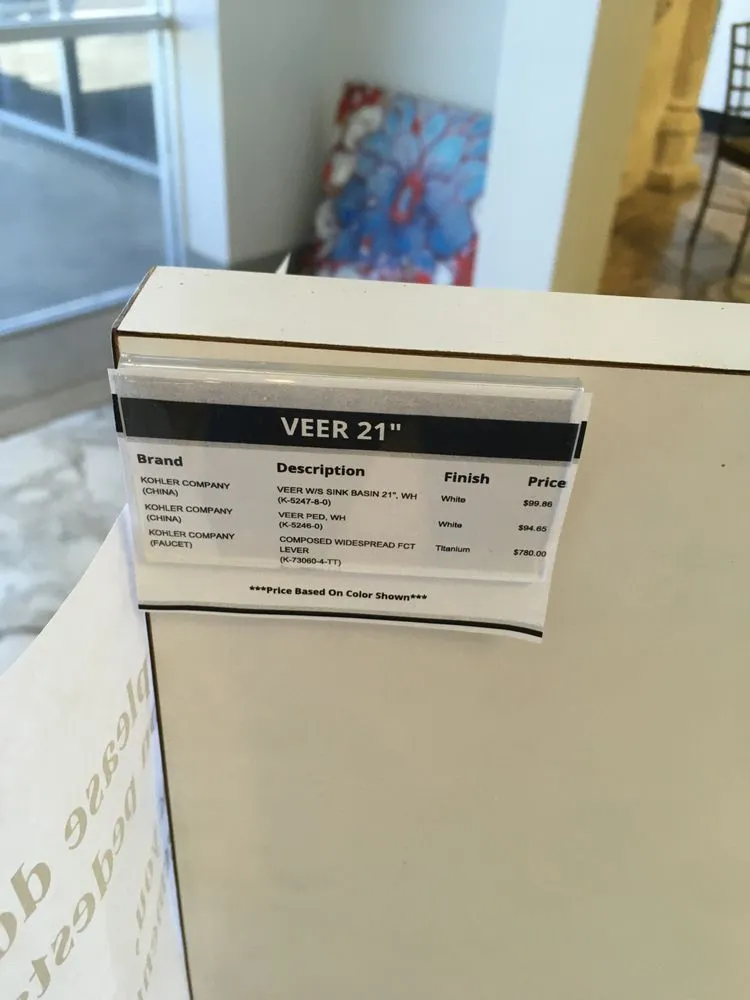 VEER 21"
Brand Description Finish Price
KOHLER COMPANY (CHINA) VEER W/S SINK BASIN 21", WH (K-5247-8-0) White $99.86
KOHLER COMPANY (CHINA) VEER PED, WH (K-5246-0) White $94.65
KOHLER COMPANY (FAUCET) COMPOSED WIDESPREAD FCT LEVER (K-73060-4-TT) Titanium $780.00
***Price Based On Color Shown***
please do